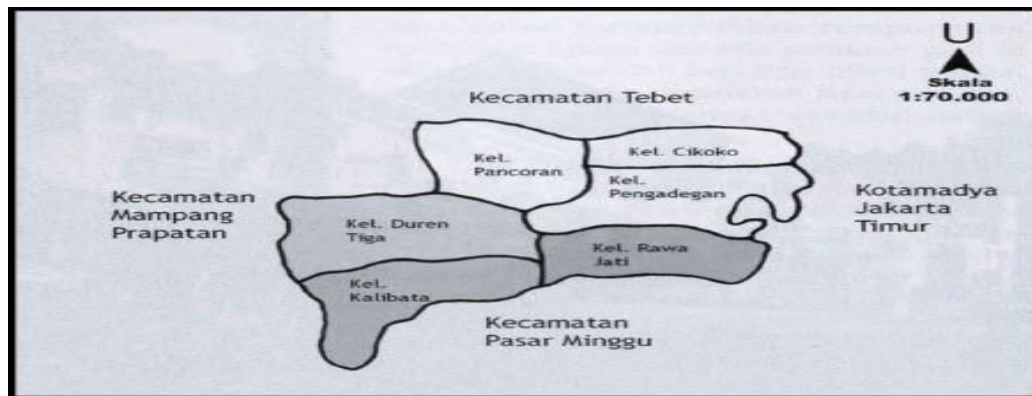 U
Skala
1:70.000
Kecamatan Tebet
Kel. Cikoko
Kel.
Pancoran
Kel.
Pengadegan
Kecamatan
Mampang
Prapatan
Kotamadya
Jakarta
Timur
Kel. Duren
Tiga
Kel. Rawa
Jati
Kel.
Kalibata
Kecamatan
Pasar Minggu